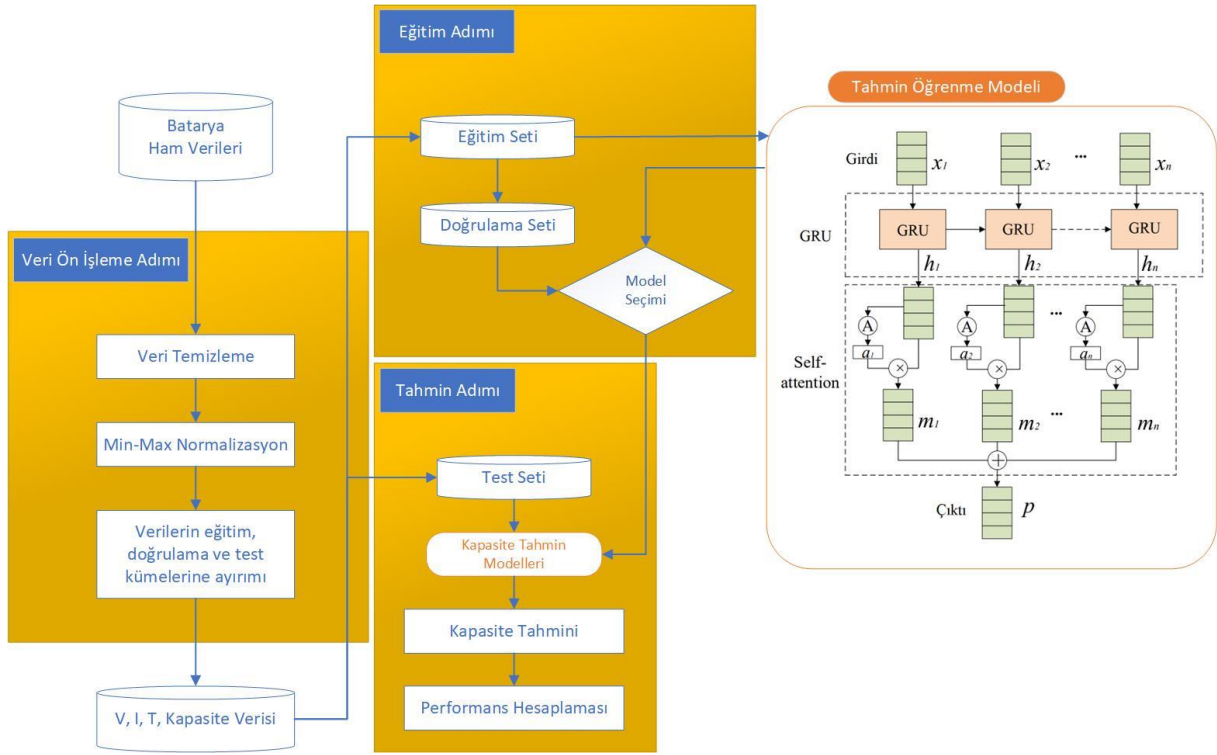 Batarya
Ham Verileri
Veri Ön İşleme Adımı
Veri Temizleme
Min-Max Normalizasyon
Verilerin eğitim,
doğrulama ve test
kümelerine ayırımı
V, I, T, Kapasite Verisi
Eğitim Adımı
Eğitim Seti
Doğrulama Seti
Model
Seçimi
Tahmin Adımı
Test Seti
Kapasite Tahmin
Modelleri
Kapasite Tahmini
Performans Hesaplaması
Tahmin Öğrenme Modeli
Girdi x1 x2 ... xn
GRU GRU GRU GRU
h1 h2 hn
...
A A A
a1 a2 an
Self-
attention
× × ×
m1 m2 ... mn
+
Çıktı p